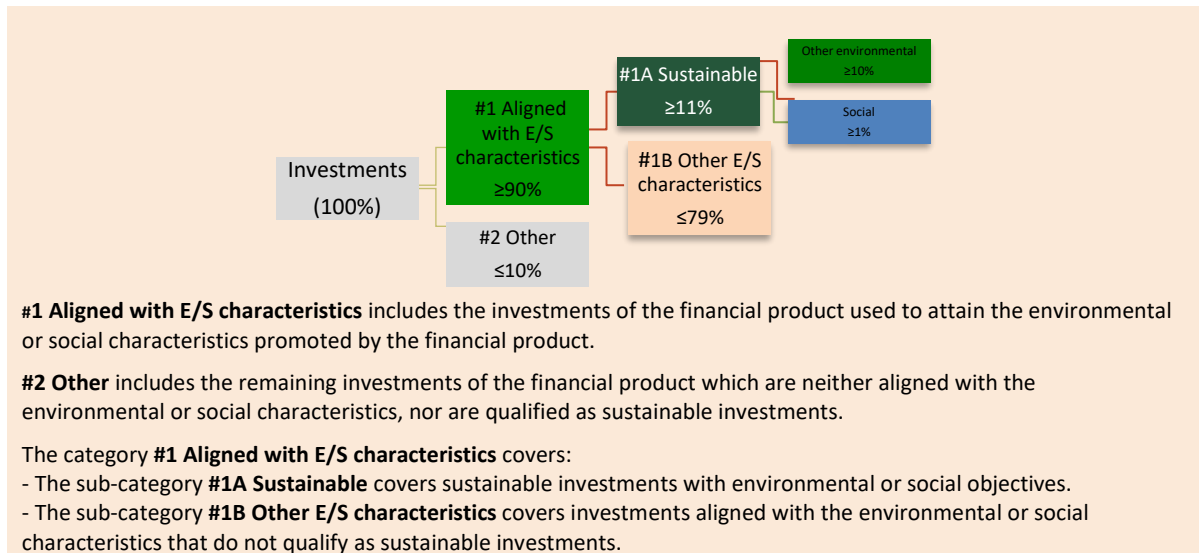 Investments
(100%)
#1 Aligned
with E/S
characteristics
≥90%
#2 Other
≤10%
#1A Sustainable
≥11%
#1B Other E/S
characteristics
≤79%
Other environmental
≥10%
Social
≥1%
#1 Aligned with E/S characteristics includes the investments of the financial product used to attain the environmental
or social characteristics promoted by the financial product.
#2 Other includes the remaining investments of the financial product which are neither aligned with the
environmental or social characteristics, nor are qualified as sustainable investments.
The category #1 Aligned with E/S characteristics covers:
- The sub-category #1A Sustainable covers sustainable investments with environmental or social objectives.
- The sub-category #1B Other E/S characteristics covers investments aligned with the environmental or social
characteristics that do not qualify as sustainable investments.